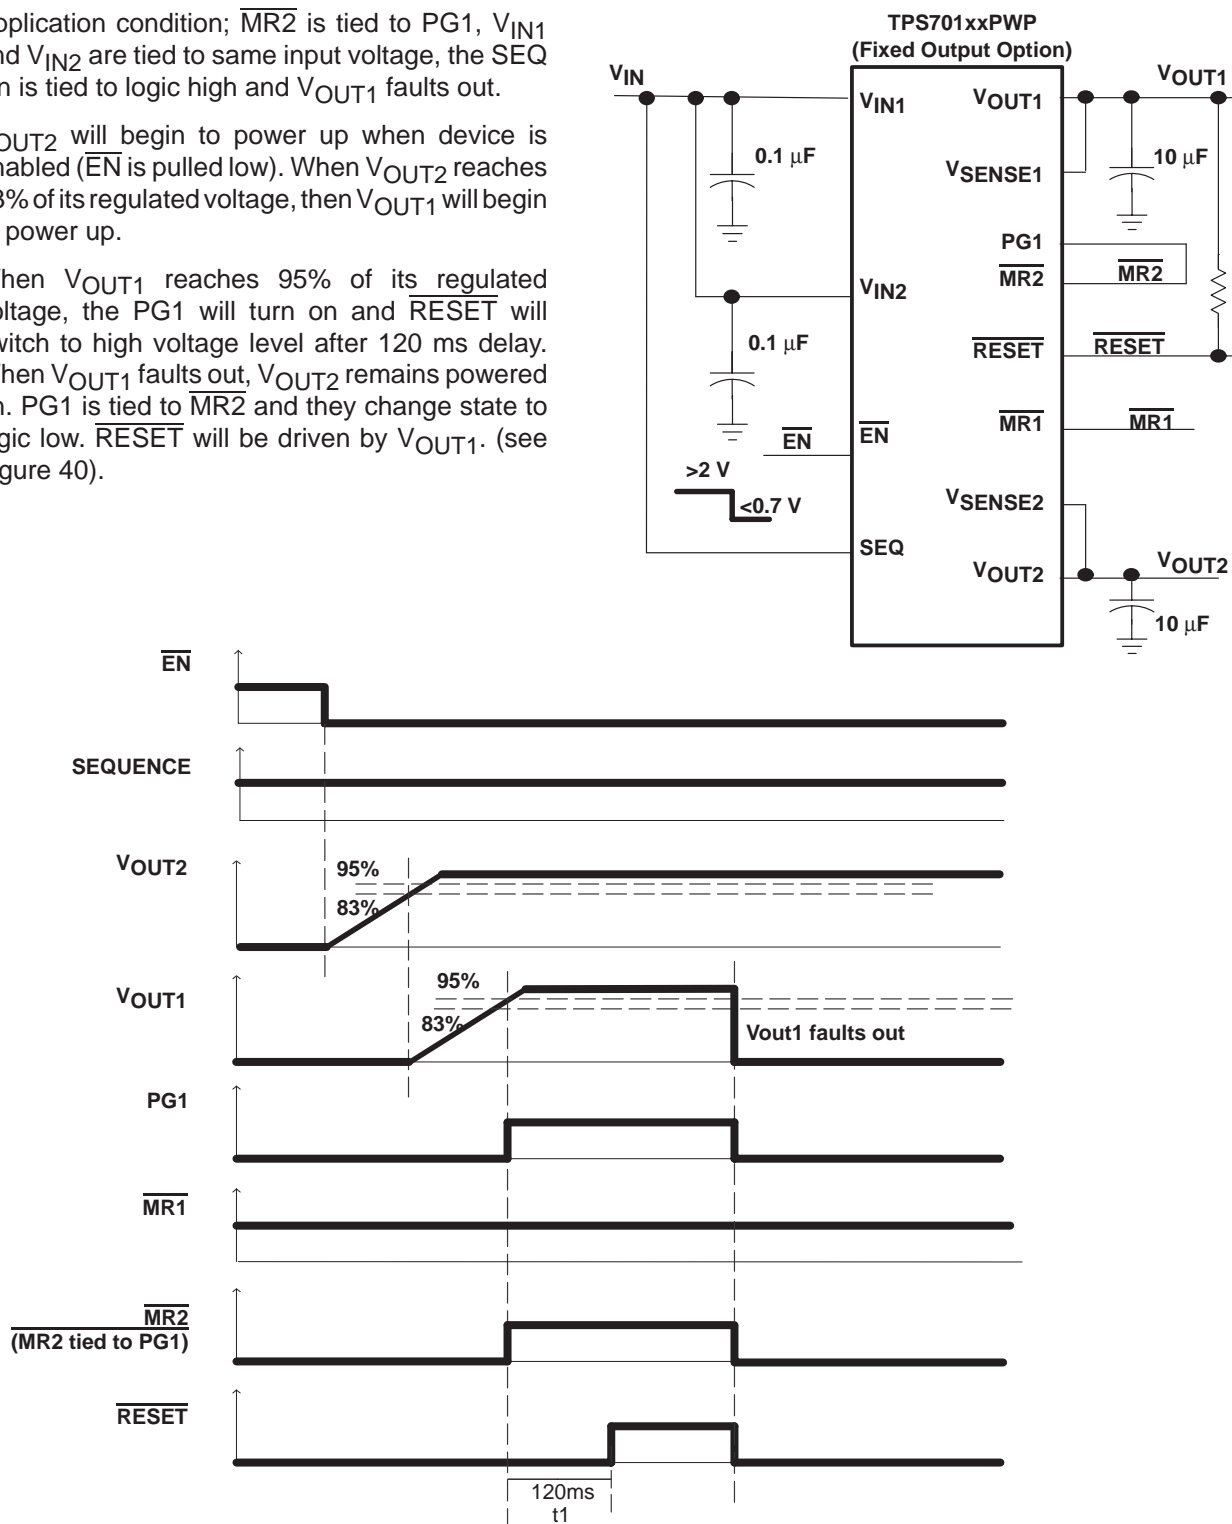 pplication condition; MR2 is tied to PG1, VIN1
nd VIN2 are tied to same input voltage, the SEQ
n is tied to logic high and VOUT1 faults out.
OUT2 will begin to power up when device is
nabled (EN is pulled low). When VOUT2 reaches
3% of its regulated voltage, then VOUT1 will begin
power up.
hen VOUT1 reaches 95% of its regulated
oltage, the PG1 will turn on and RESET will
witch to high voltage level after 120 ms delay.
hen VOUT1 faults out, VOUT2 remains powered
n. PG1 is tied to MR2 and they change state to
gic low. RESET will be driven by VOUT1. (see
igure 40).
TPS701xxPWP
(Fixed Output Option)
VIN
VIN1
VOUT1
VOUT1
0.1 μF
VSENSE1
10 μF
PG1
MR2
MR2
VIN2
0.1 μF
RESET
RESET
EN
EN
MR1
MR1
>2 V
<0.7 V
VSENSE2
SEQ
VOUT2
VOUT2
10 μF
EN
SEQUENCE
VOUT2
95%
83%
VOUT1
95%
83%
Vout1 faults out
PG1
MR1
MR2
(MR2 tied to PG1)
RESET
120ms
t1